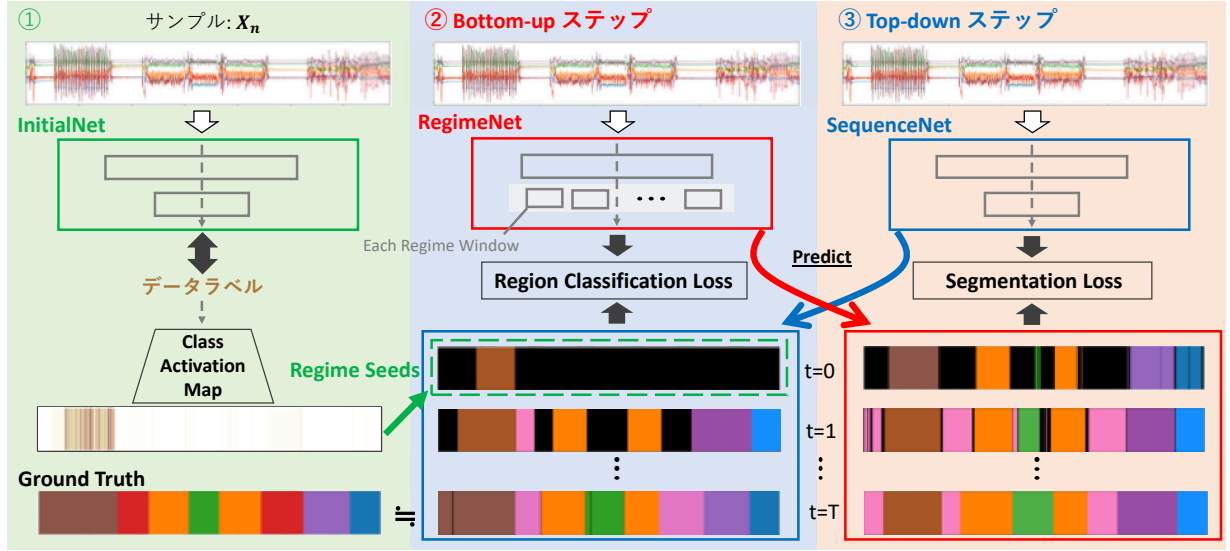 ① サンプル: Xn
InitialNet
データラベル
Class
Activation
Map
Regime Seeds
Ground Truth
≒
② Bottom-up ステップ
RegimeNet
...
Each Regime Window
Region Classification Loss
Predict
t=0
t=1
⋮
⋮
t=T
③ Top-down ステップ
SequenceNet
Segmentation Loss
⋮